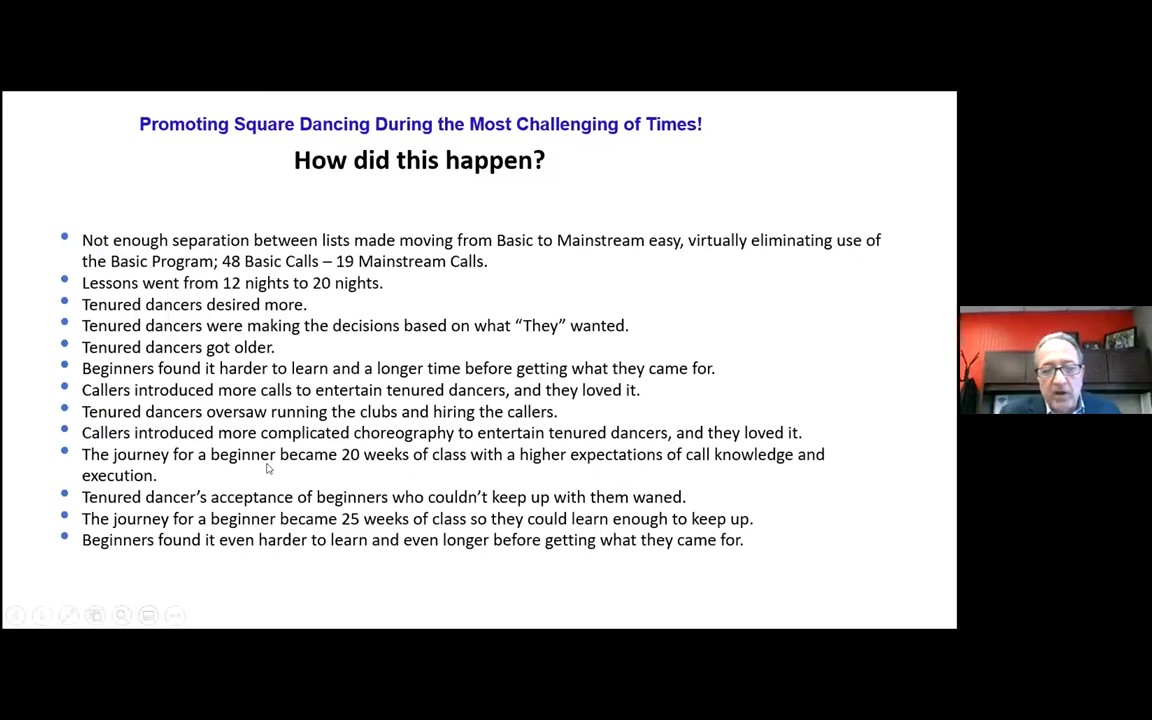 Promoting Square Dancing During the Most Challenging of Times!
How did this happen?
Not enough separation between lists made moving from Basic to Mainstream easy, virtually eliminating use of
the Basic Program; 48 Basic Calls – 19 Mainstream Calls.
Lessons went from 12 nights to 20 nights.
Tenured dancers desired more.
Tenured dancers were making the decisions based on what “They” wanted.
Tenured dancers got older.
Beginners found it harder to learn and a longer time before getting what they came for.
Callers introduced more calls to entertain tenured dancers, and they loved it.
Tenured dancers oversaw running the clubs and hiring the callers.
Callers introduced more complicated choreography to entertain tenured dancers, and they loved it.
The journey for a beginner became 20 weeks of class with a higher expectations of call knowledge and
execution.
Tenured dancer’s acceptance of beginners who couldn’t keep up with them waned.
The journey for a beginner became 25 weeks of class so they could learn enough to keep up.
Beginners found it even harder to learn and even longer before getting what they came for.